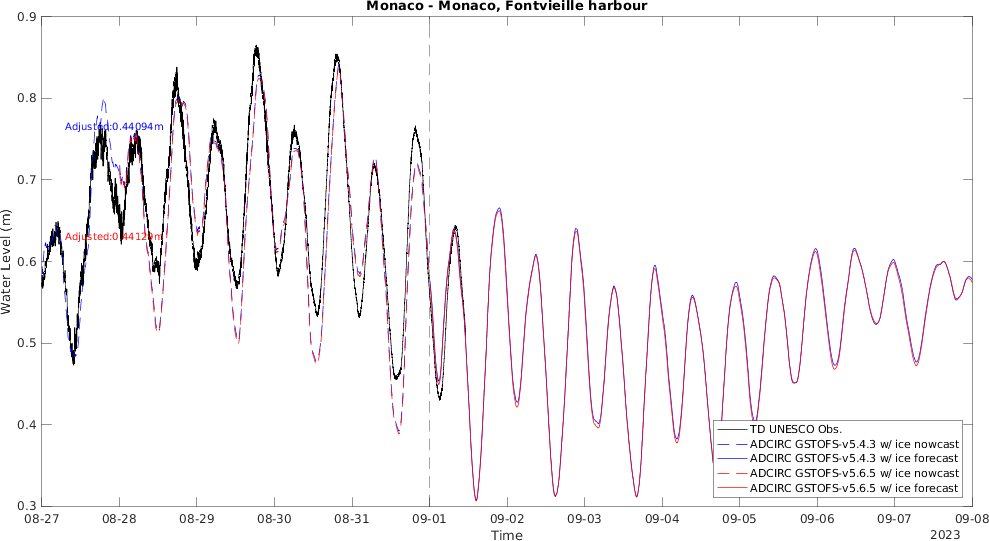 Monaco - Monaco, Fontvieille harbour
0.9
0.8
0.7
0.6
0.5
0.4
0.3
Water Level (m)
Adjusted:0.44094m
Adjusted:0.44129m
TD UNESCO Obs.
ADCIRC GSTOFS-v5.4.3 w/ ice nowcast
ADCIRC GSTOFS-v5.4.3 w/ ice forecast
ADCIRC GSTOFS-v5.6.5 w/ ice nowcast
ADCIRC GSTOFS-v5.6.5 w/ ice forecast
08-27 08-28 08-29 08-30 08-31 09-01 09-02 09-03 09-04 09-05 09-06 09-07 09-08
Time
2023